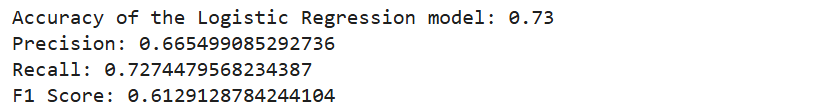 Accuracy of the Logistic Regression model: 0.73
Precision: 0.665499085292736
Recall: 0.7274479568234387
F1 Score: 0.6129128784244104